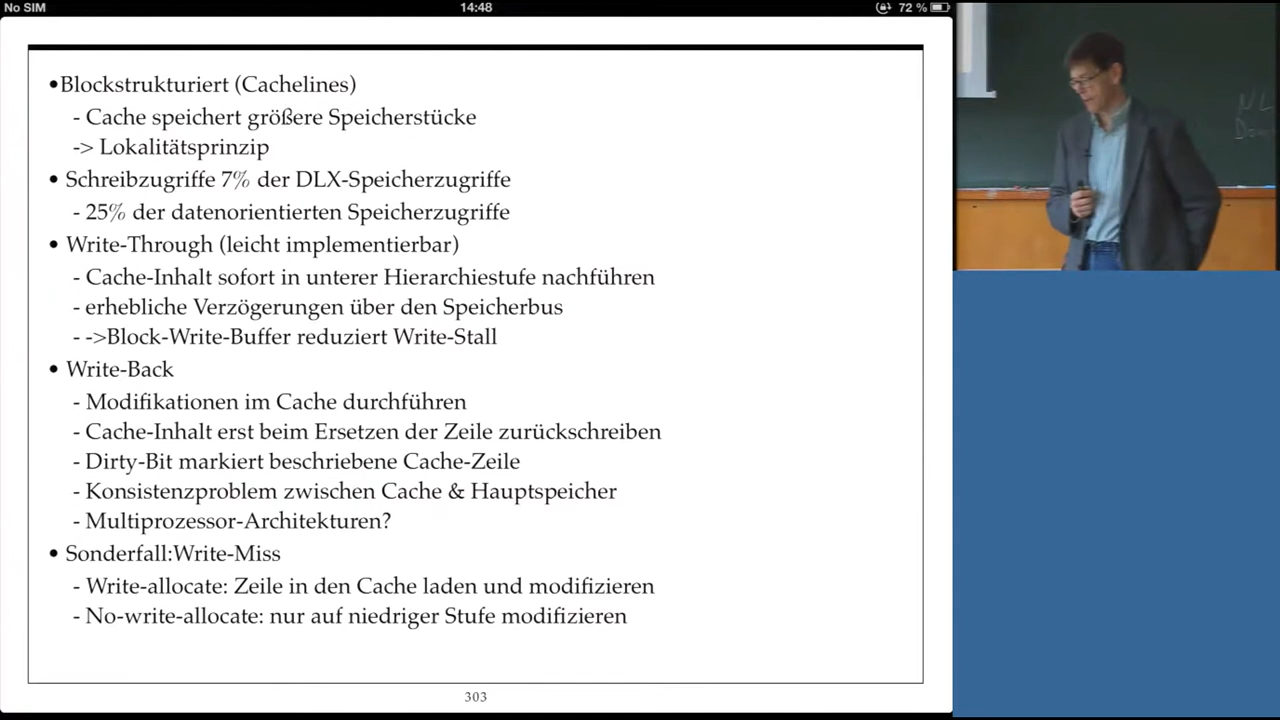 No SIM 14:48 72 %
•Blockstrukturiert (Cachelines)
- Cache speichert größere Speicherstücke
-> Lokalitätsprinzip
• Schreibzugriffe 7% der DLX-Speicherzugriffe
- 25% der datenorientierten Speicherzugriffe
• Write-Through (leicht implementierbar)
- Cache-Inhalt sofort in unterer Hierarchiestufe nachführen
- erhebliche Verzögerungen über den Speicherbus
- ->Block-Write-Buffer reduziert Write-Stall
• Write-Back
- Modifikationen im Cache durchführen
- Cache-Inhalt erst beim Ersetzen der Zeile zurückschreiben
- Dirty-Bit markiert beschriebene Cache-Zeile
- Konsistenzproblem zwischen Cache & Hauptspeicher
- Multiprozessor-Architekturen?
• Sonderfall:Write-Miss
- Write-allocate: Zeile in den Cache laden und modifizieren
- No-write-allocate: nur auf niedriger Stufe modifizieren
303